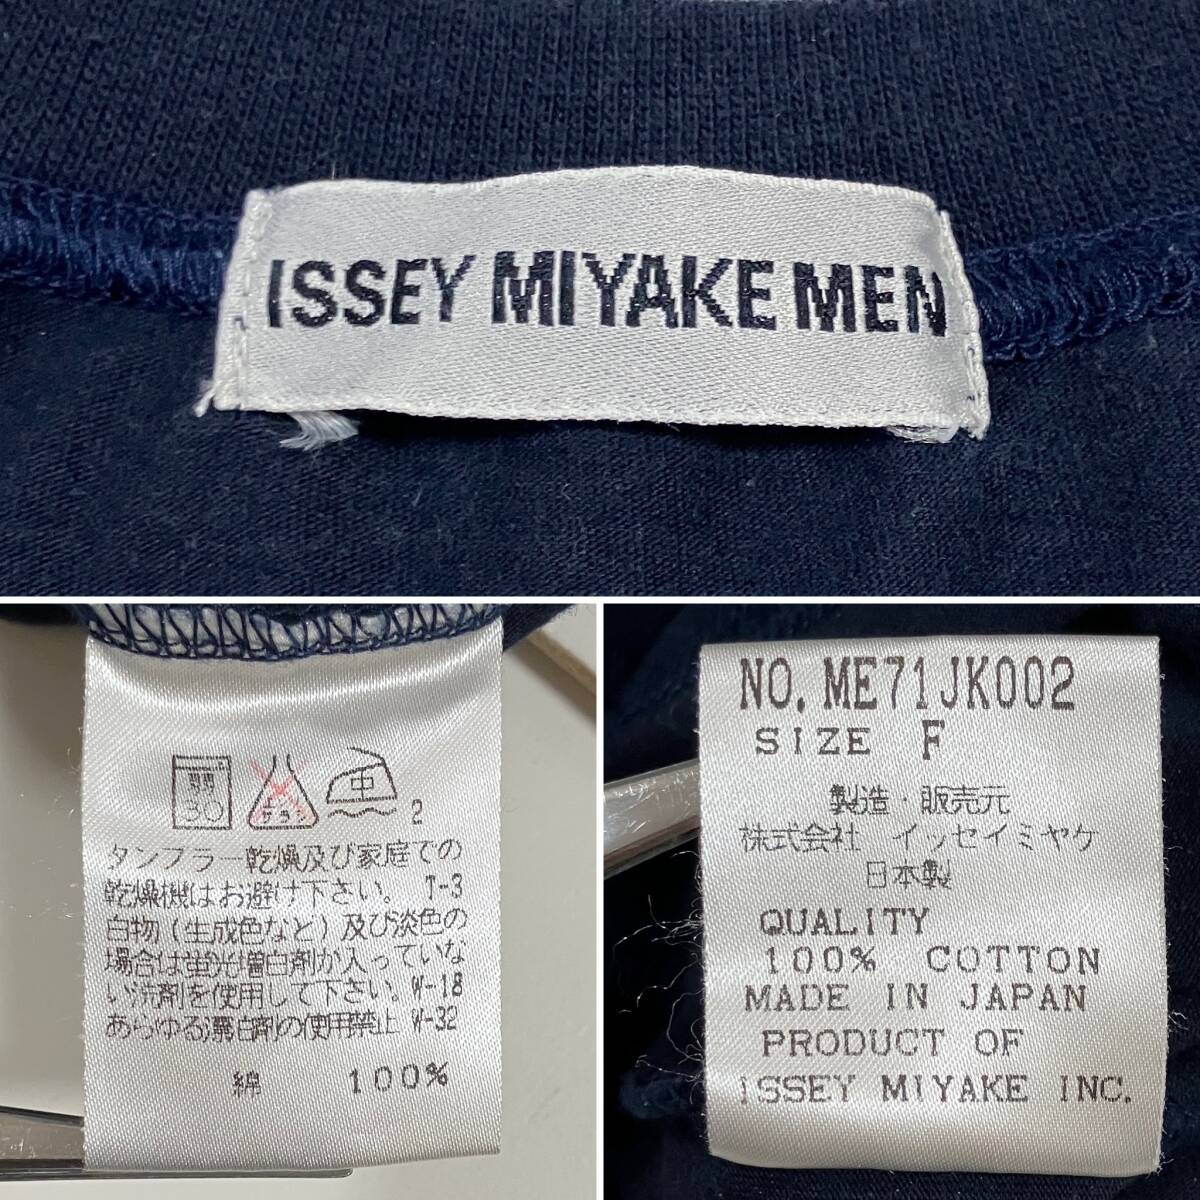 ISSEY MIYAKE MEN
弱
30
サラシ
中
2
タンブラー乾燥及び家庭での
乾燥機はお避け下さい。 T-3
白物(生成色など)及び淡色の
場合は蛍光増白剤が入っていな
い洗剤を使用して下さい。 W-18
あらゆる漂白剤の使用禁止 W-32
綿 100%
NO. ME71JK002
SIZE F
製造・販売元
株式会社 イッセイミヤケ
日本製
QUALITY
100% COTTON
MADE IN JAPAN
PRODUCT OF
ISSEY MIYAKE INC.